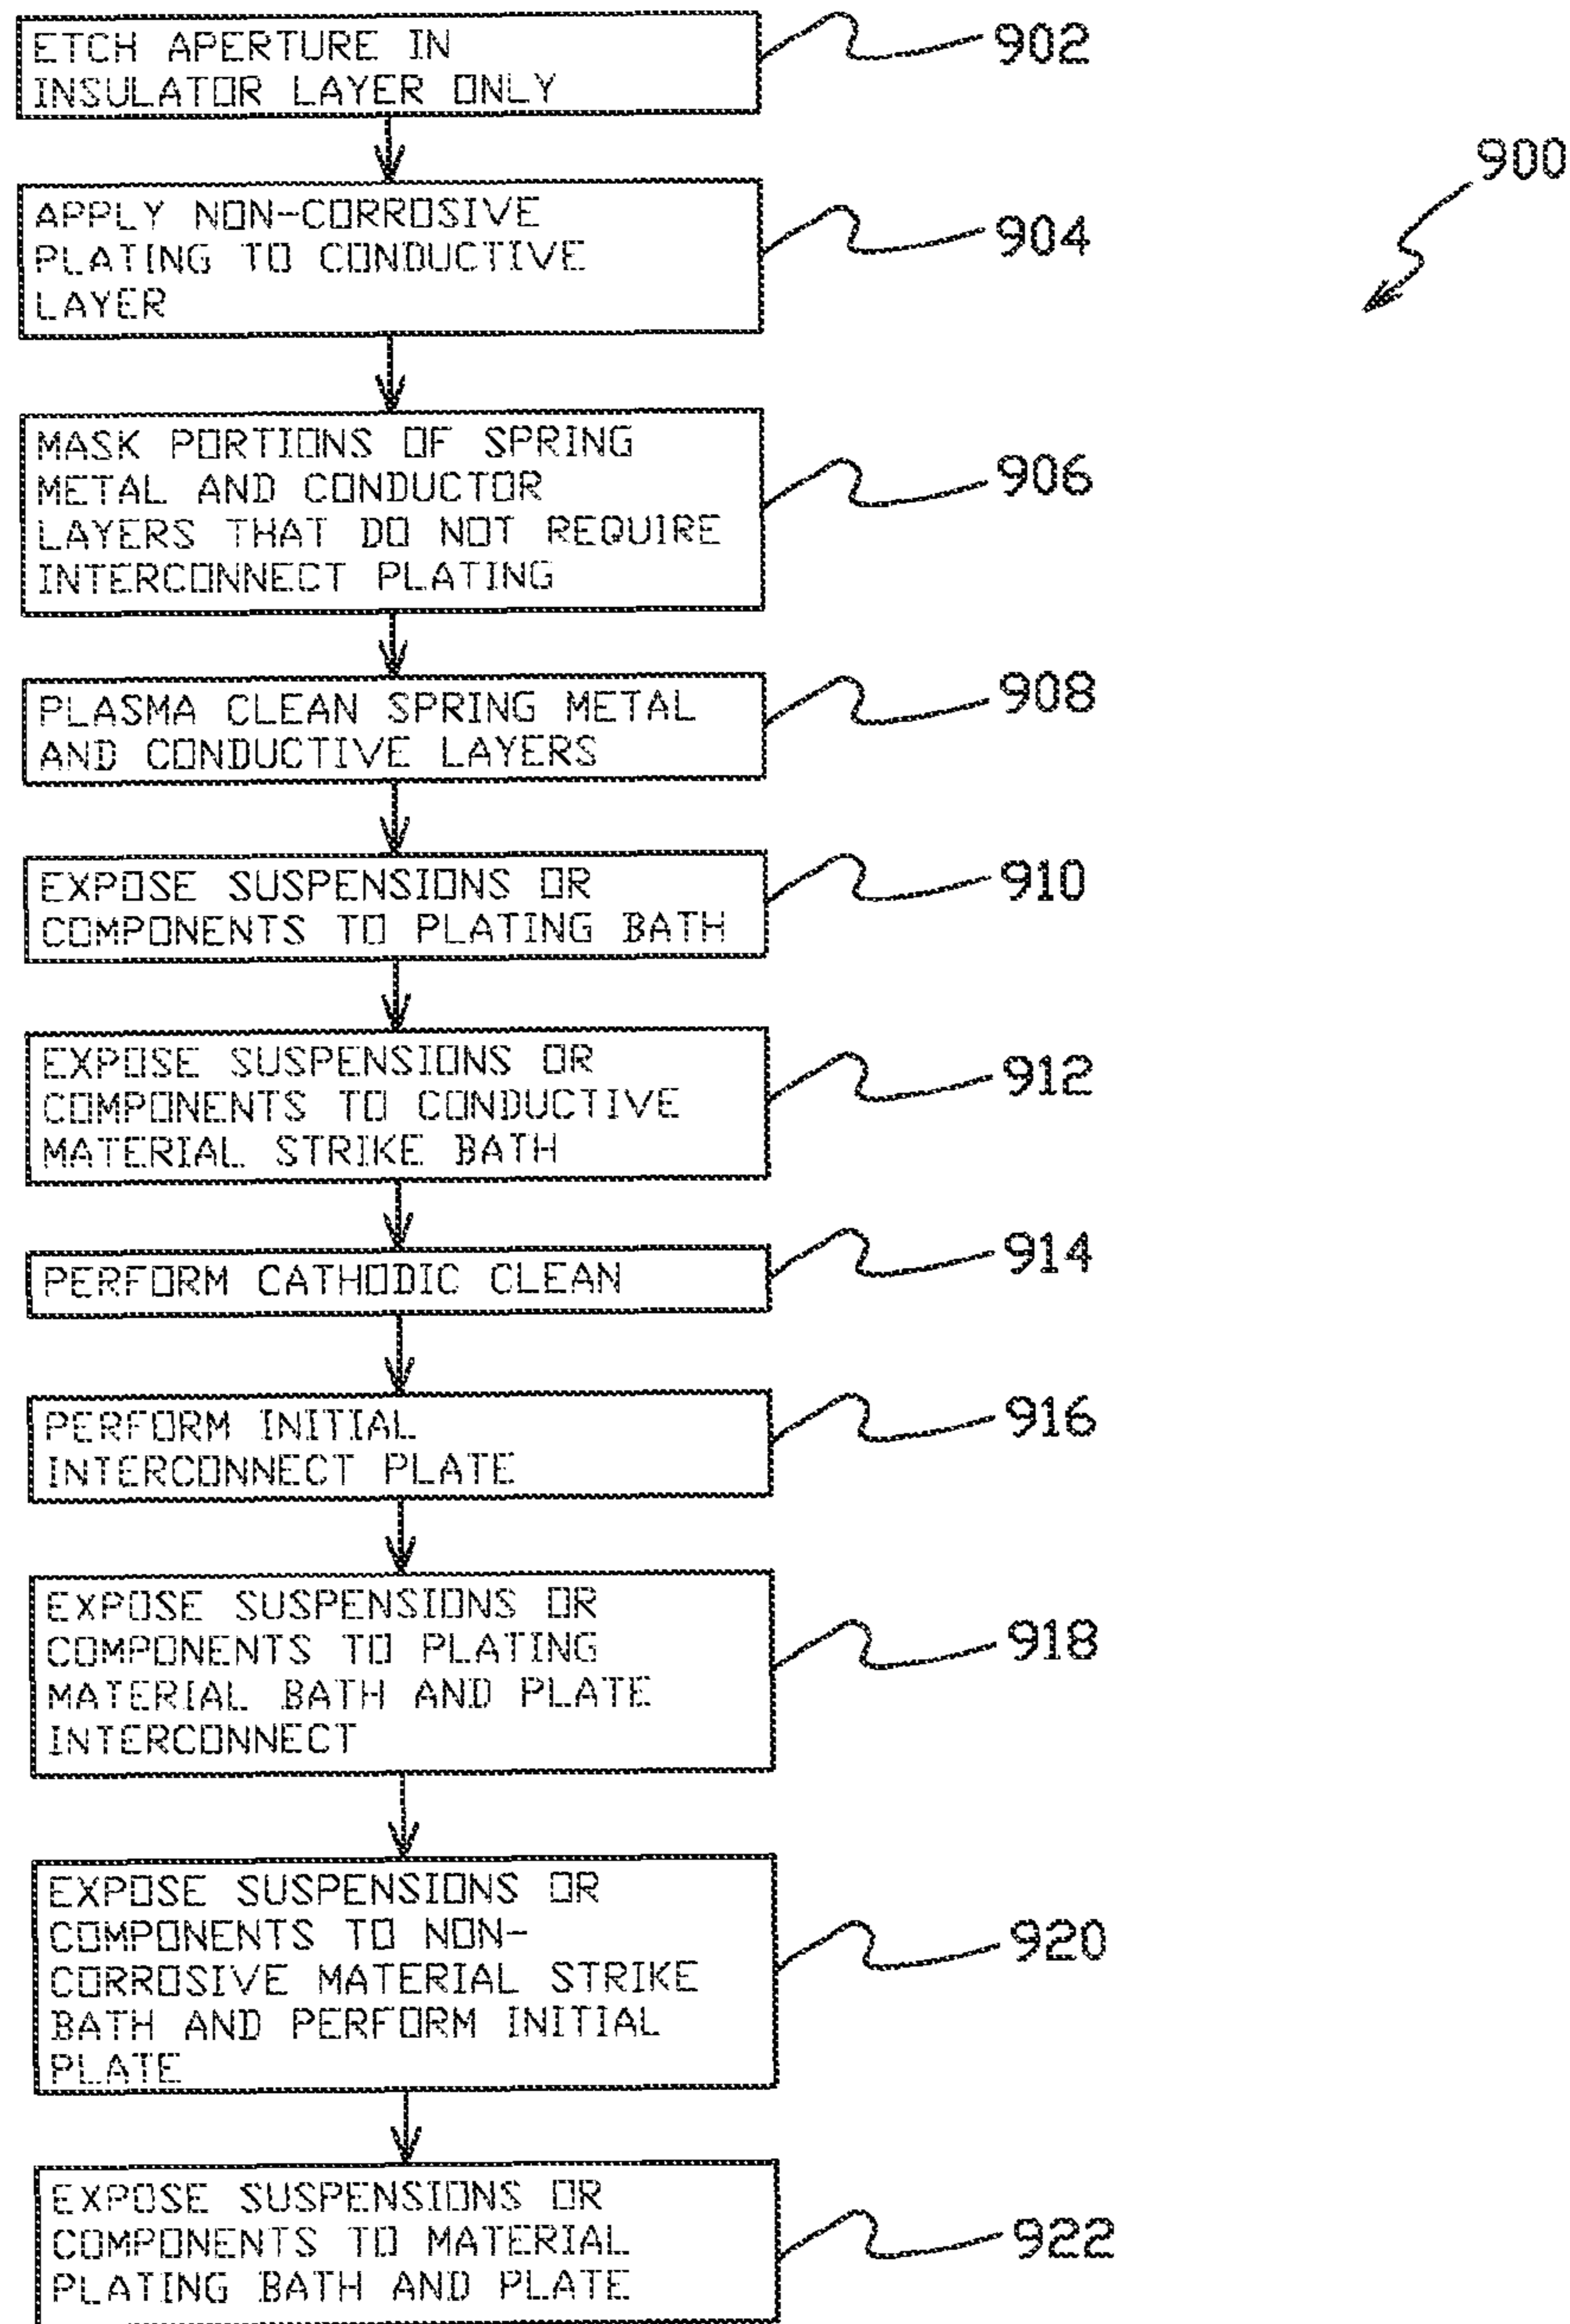 ETCH APERTURE IN
INSULATOR LAYER ONLY
902
900
APPLY NON-CORROSIVE
PLATING TO CONDUCTIVE
LAYER
904
MASK PORTIONS OF SPRING
METAL AND CONDUCTOR
LAYERS THAT DO NOT REQUIRE
INTERCONNECT PLATING
906
PLASMA CLEAN SPRING METAL
AND CONDUCTIVE LAYERS
908
EXPOSE SUSPENSIONS OR
COMPONENTS TO PLATING BATH
910
EXPOSE SUSPENSIONS OR
COMPONENTS TO CONDUCTIVE
MATERIAL STRIKE BATH
912
PERFORM CATHODIC CLEAN
914
PERFORM INITIAL
INTERCONNECT PLATE
916
EXPOSE SUSPENSIONS OR
COMPONENTS TO PLATING
MATERIAL BATH AND PLATE
INTERCONNECT
918
EXPOSE SUSPENSIONS OR
COMPONENTS TO NON-
CORROSIVE MATERIAL STRIKE
BATH AND PERFORM INITIAL
PLATE
920
EXPOSE SUSPENSIONS OR
COMPONENTS TO MATERIAL
PLATING BATH AND PLATE
922